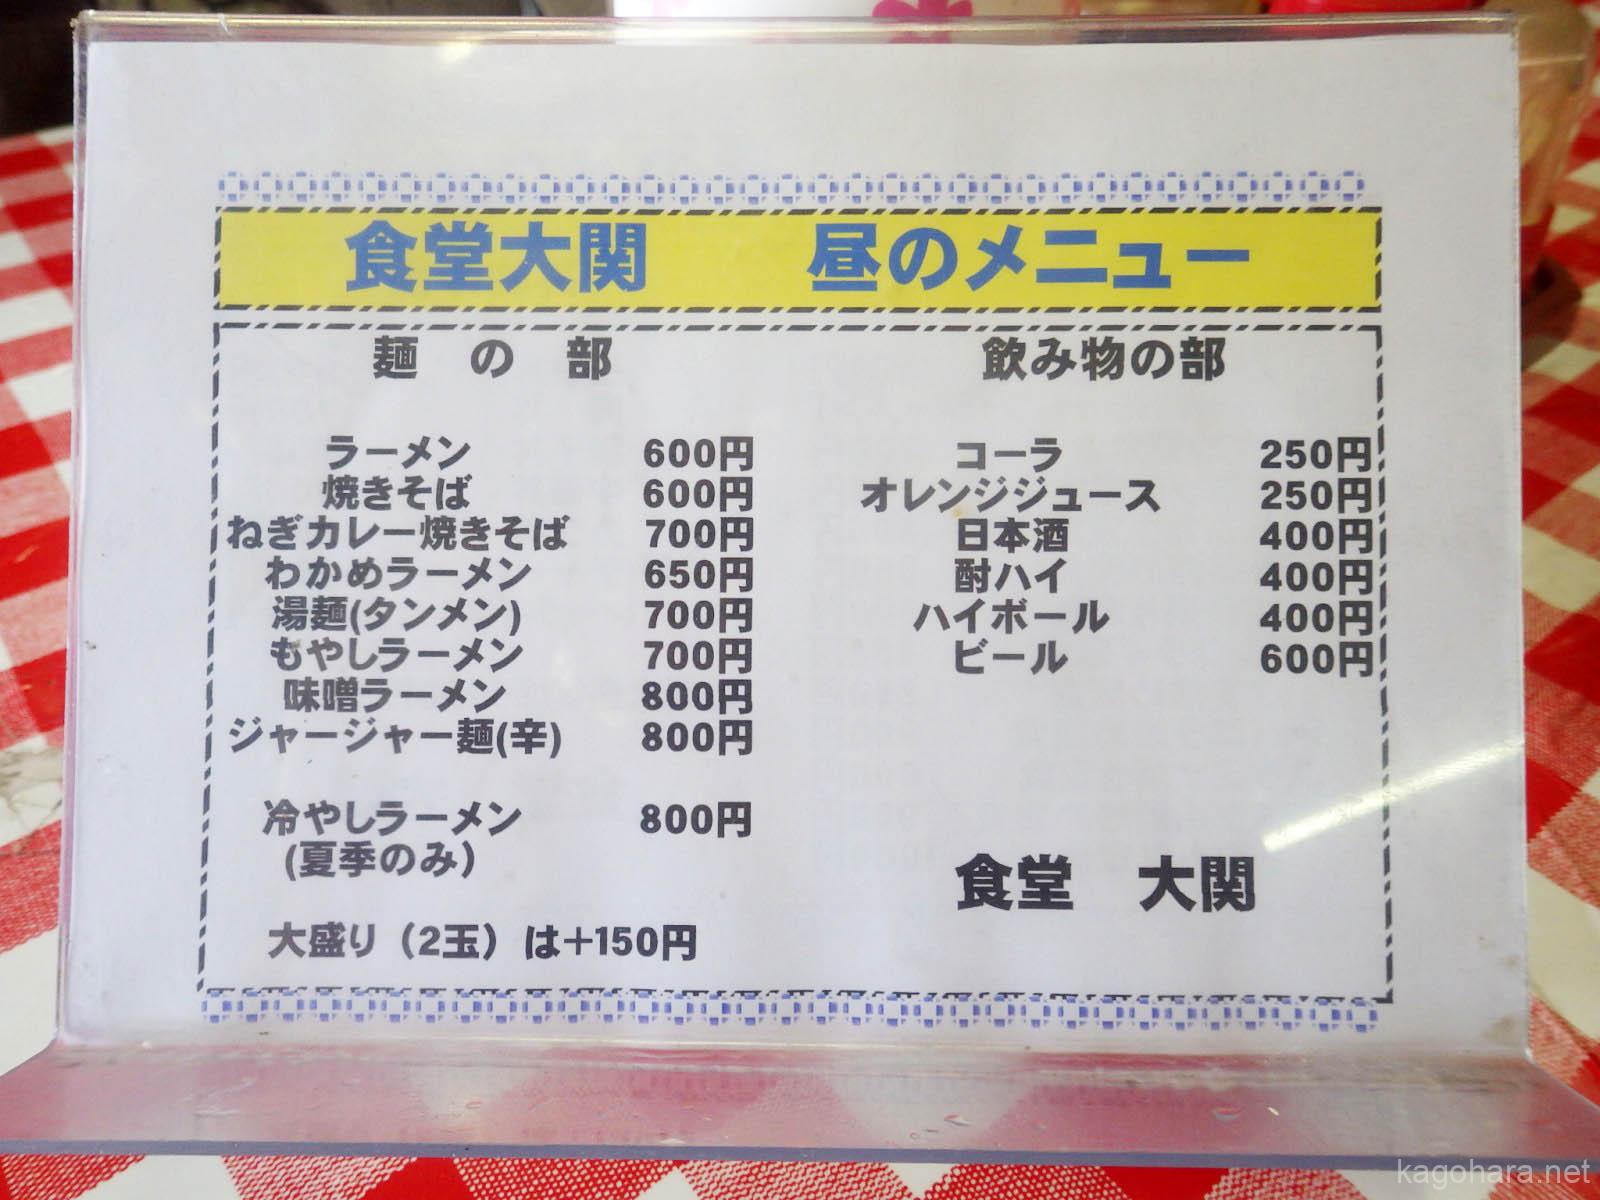 食堂大関 昼のメニュー
麺の部
ラーメン 600円
焼きそば 600円
ねぎカレー焼きそば 700円
わかめラーメン 650円
湯麺(タンメン) 700円
もやしラーメン 700円
味噌ラーメン 800円
ジャージャー麺(辛) 800円
冷やしラーメン 800円
(夏季のみ)
大盛り（2玉）は+150円
飲み物の部
コーラ 250円
オレンジジュース 250円
日本酒 400円
酎ハイ 400円
ハイボール 400円
ビール 600円
食堂 大関
kagohara.net